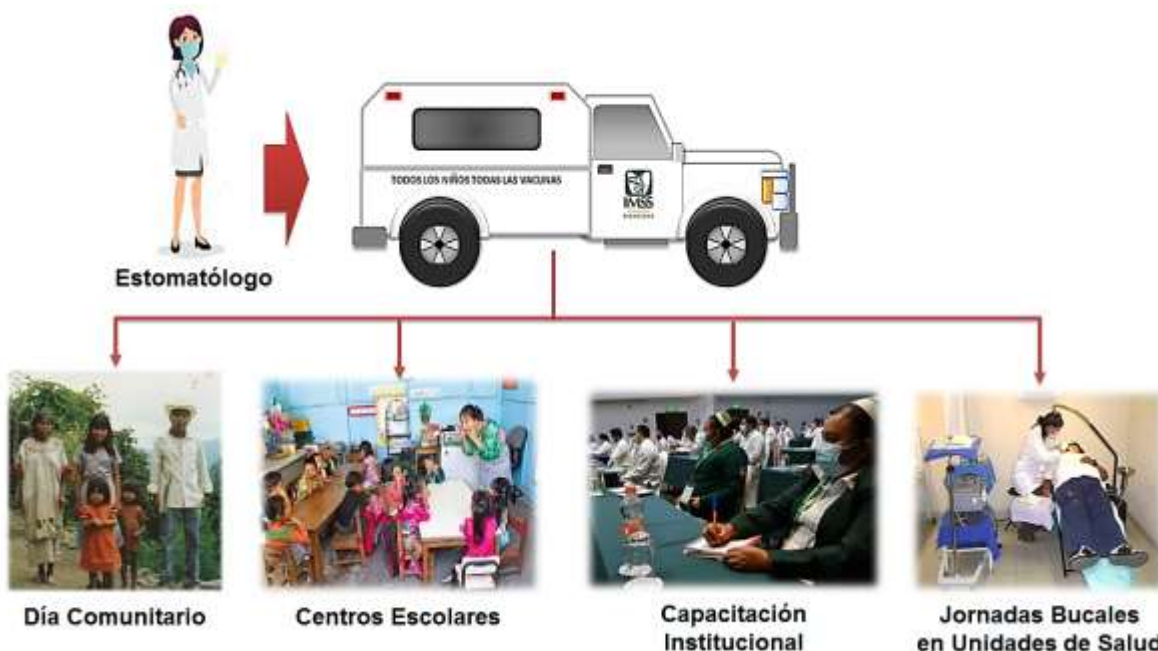 TODOS LOS NIÑOS TODAS LAS VACUNAS
IMSS
BIENESTAR
Estomatólogo
Día Comunitario
Centros Escolares
Capacitación
Institucional
Jornadas Bucales
en Unidades de Salud